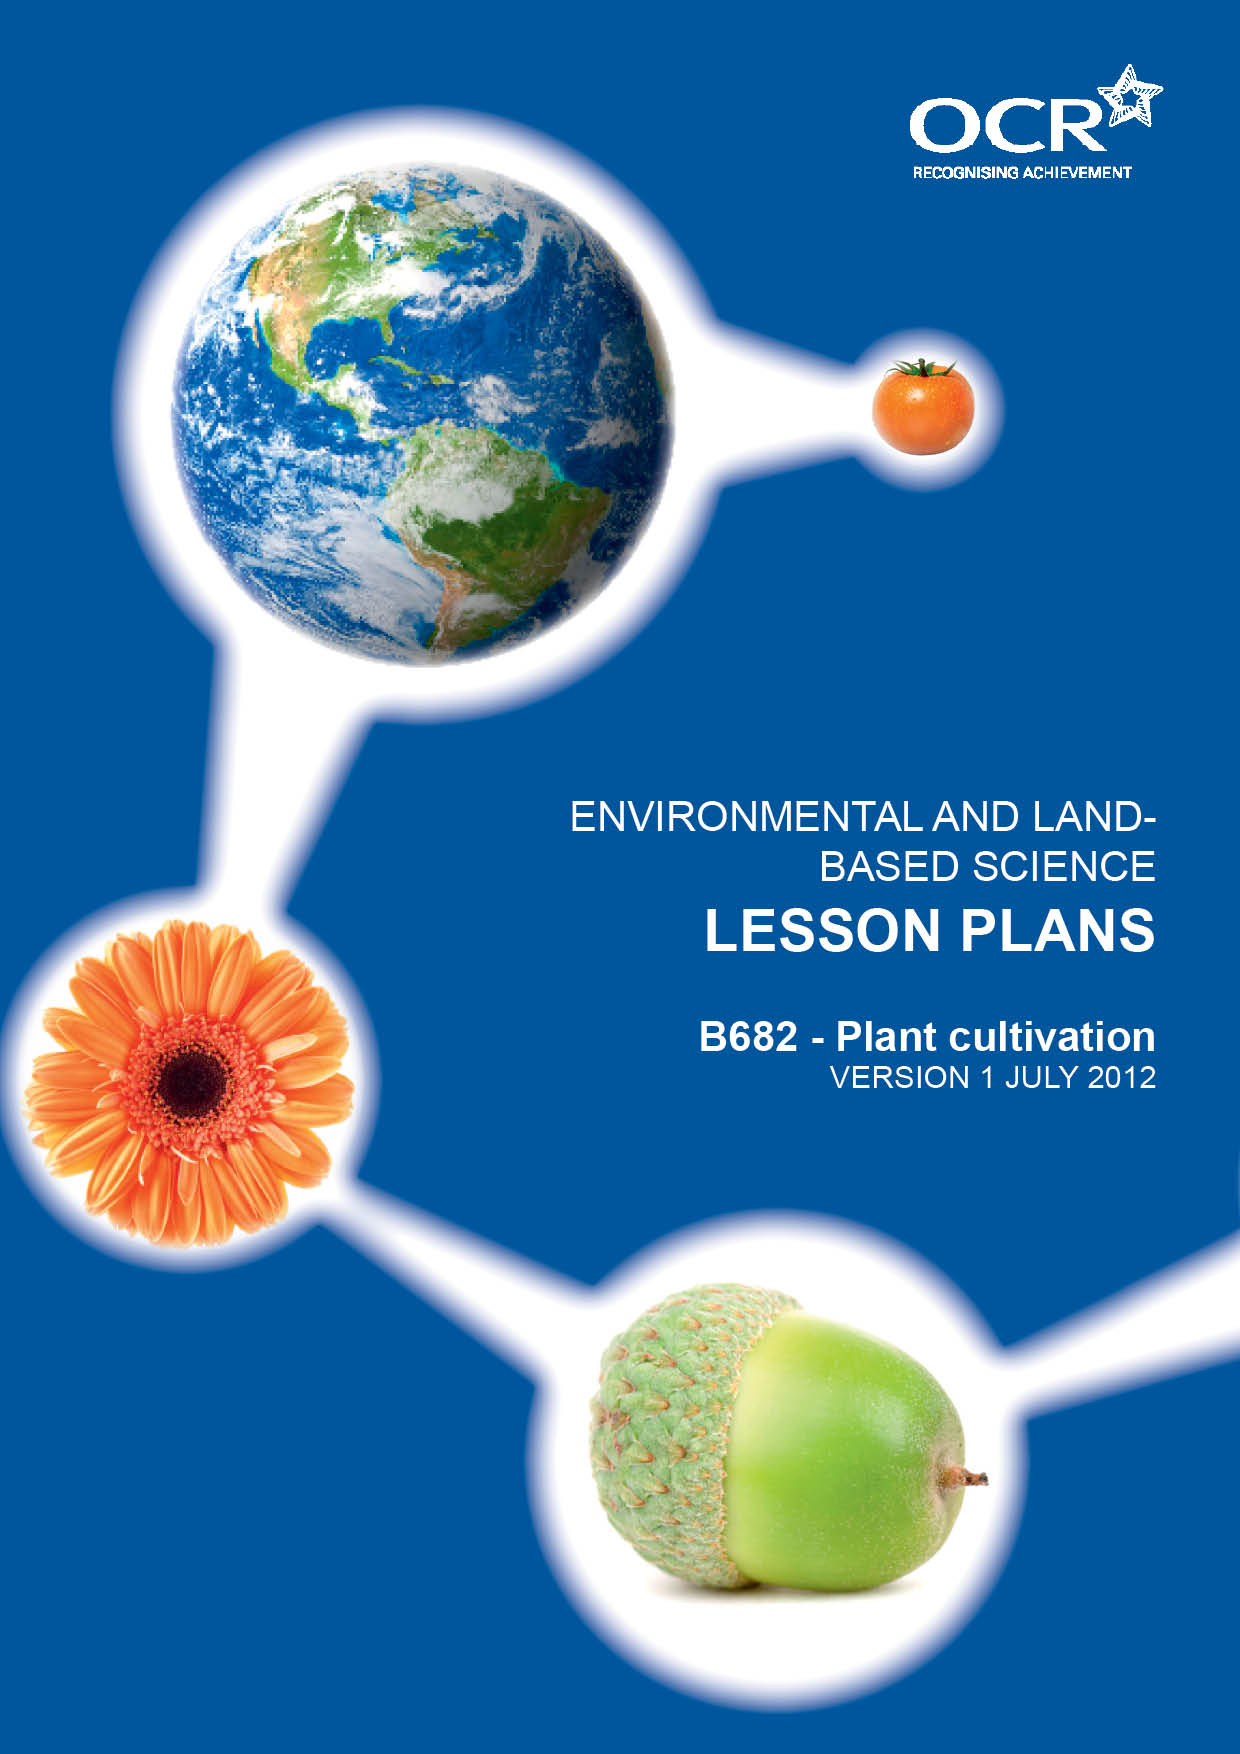 OCR
RECOGNISING ACHIEVEMENT
ENVIRONMENTAL AND LAND-
BASED SCIENCE
LESSON PLANS
B682 - Plant cultivation
VERSION 1 JULY 2012